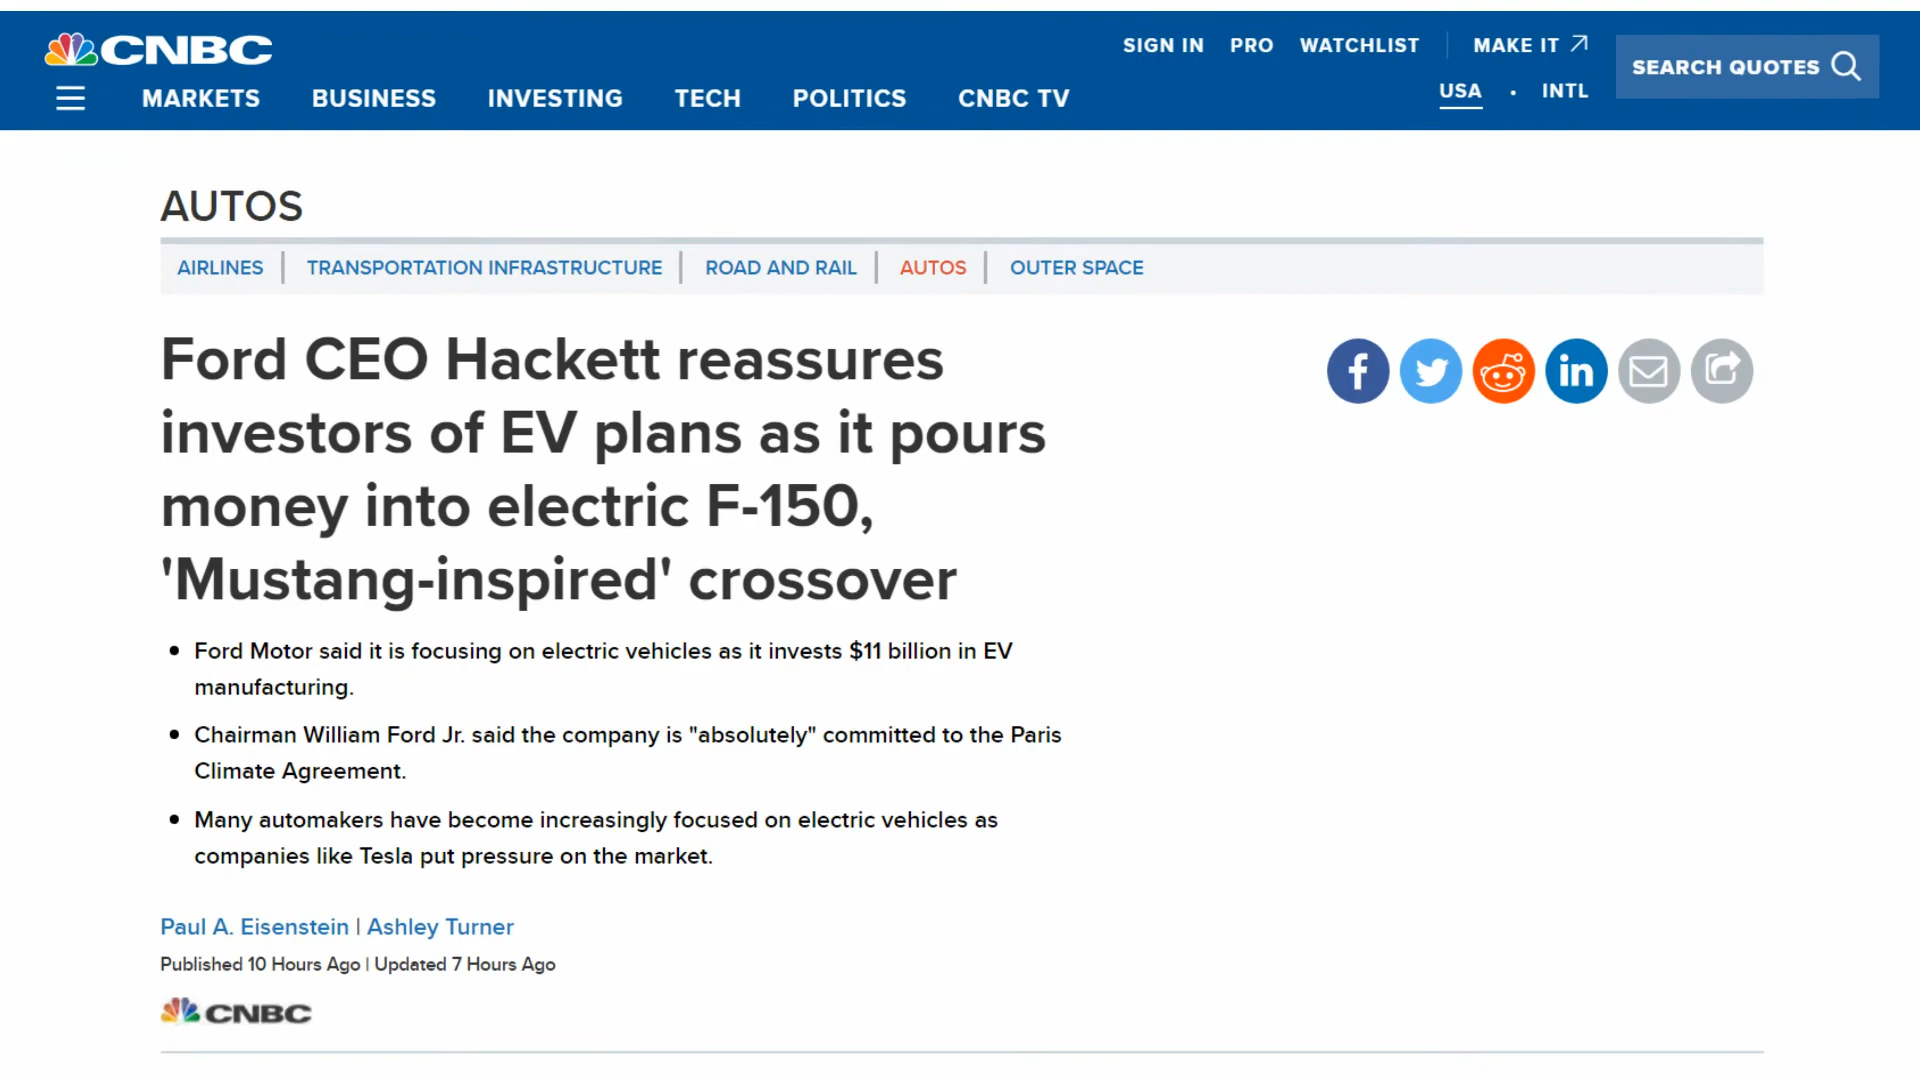 CNBC
SIGN IN PRO WATCHLIST MAKE IT
SEARCH QUOTES
MARKETS BUSINESS INVESTING TECH POLITICS CNBC TV
USA • INTL
AUTOS
AIRLINES TRANSPORTATION INFRASTRUCTURE ROAD AND RAIL AUTOS OUTER SPACE
Ford CEO Hackett reassures
investors of EV plans as it pours
money into electric F-150,
'Mustang-inspired' crossover
• Ford Motor said it is focusing on electric vehicles as it invests $11 billion in EV
manufacturing.
• Chairman William Ford Jr. said the company is "absolutely" committed to the Paris
Climate Agreement.
• Many automakers have become increasingly focused on electric vehicles as
companies like Tesla put pressure on the market.
Paul A. Eisenstein | Ashley Turner
Published 10 Hours Ago | Updated 7 Hours Ago
CNBC